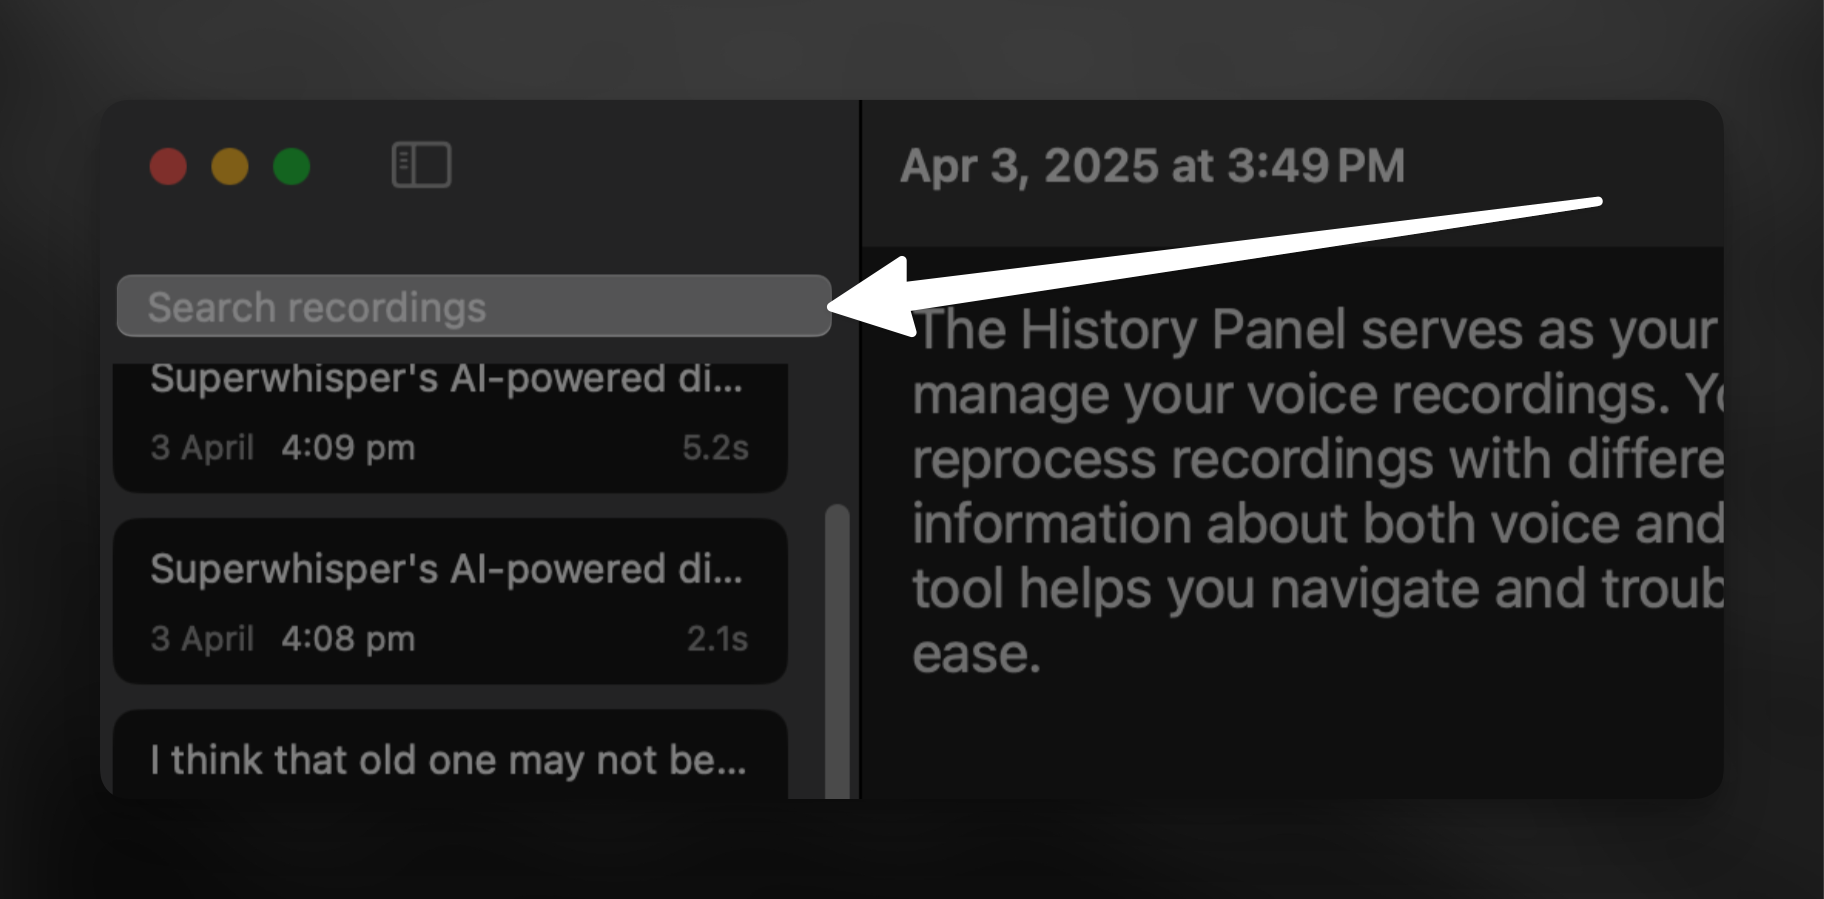 Apr 3, 2025 at 3:49 PM
Search recordings
Superwhisper's AI-powered di...
3 April 4:09 pm 5.2s
Superwhisper's AI-powered di...
3 April 4:08 pm 2.1s
I think that old one may not be...
The History Panel serves as your
manage your voice recordings. Yo
reprocess recordings with differe
information about both voice and
tool helps you navigate and troub
ease.